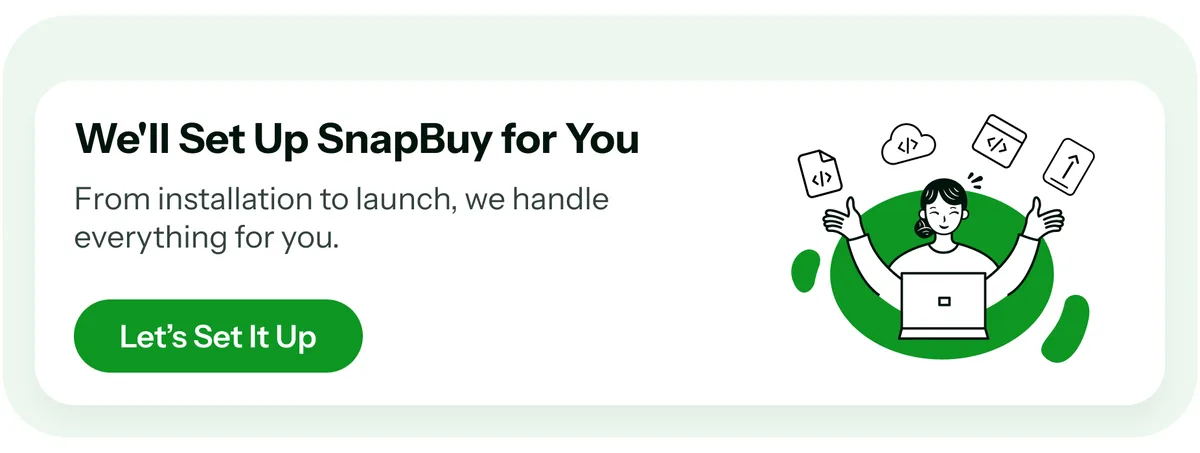 We'll Set Up SnapBuy for You
From installation to launch, we handle
everything for you.
Let’s Set It Up